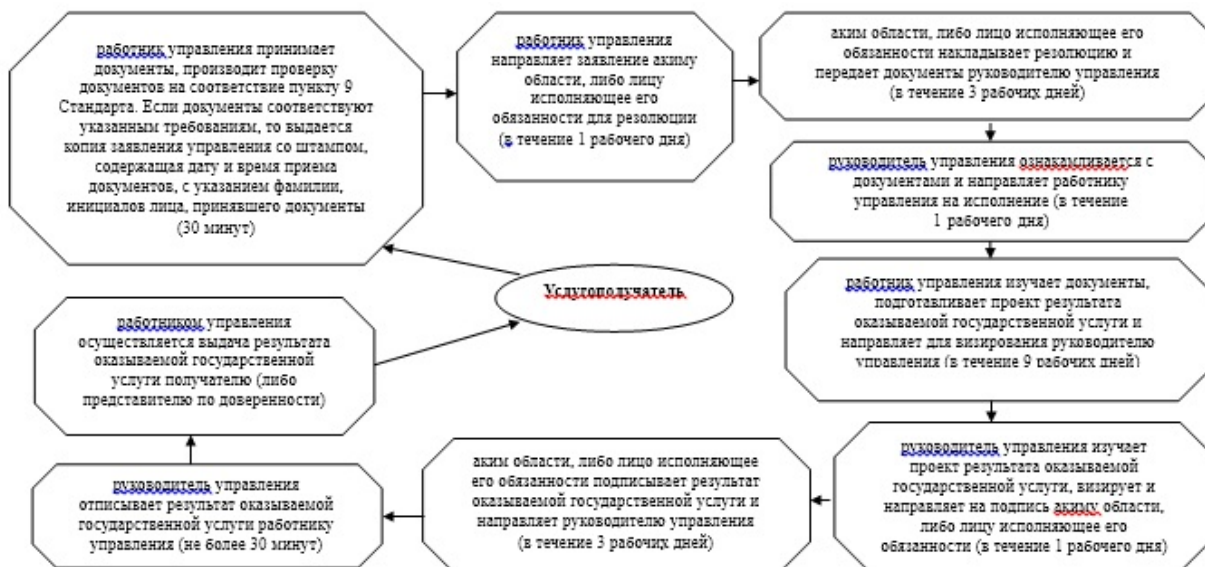 работник управления принимает
документы, производит проверку
документов на соответствие пункту 9
Стандарта. Если документы соответствуют
указанным требованиям, то выдается
копия заявления управления со штампом,
содержащая дату и время приема
документов, с указанием фамилии,
инициалов лица, принявшего документы
(30 минут)
работник управления
направляет заявление акиму
области, либо лицу
исполняющее его
обязанности для резолюции
(в течение 1 рабочего дня)
аким области, либо лицо исполняющее его
обязанности накладывает резолюцию и
передает документы руководителю управления
(в течение 3 рабочих дней)
руководитель управления ознакамливается с
документами и направляет работнику
управления на исполнение (в течение
1 рабочего дня)
работник управления изучает документы,
подготавливает проект результата
оказываемой государственной услуги и
направляет для визирования руководителю
управления (в течение 9 рабочих дней)
руководитель управления изучает
проект результата оказываемой
государственной услуги, визирует и
направляет на подпись акиму области,
либо лицу исполняющее его
обязанности (в течение 1 рабочего дня)
аким области, либо лицо исполняющее
его обязанности подписывает результат
оказываемой государственной услуги и
направляет руководителю управления
(в течение 3 рабочих дней)
руководитель управления
отписывает результат оказываемой
государственной услуги работнику
управления (не более 30 минут)
работником управления
осуществляется выдача результата
оказываемой государственной
услуги получателю (либо
представителю по доверенности)
Услугополучатель